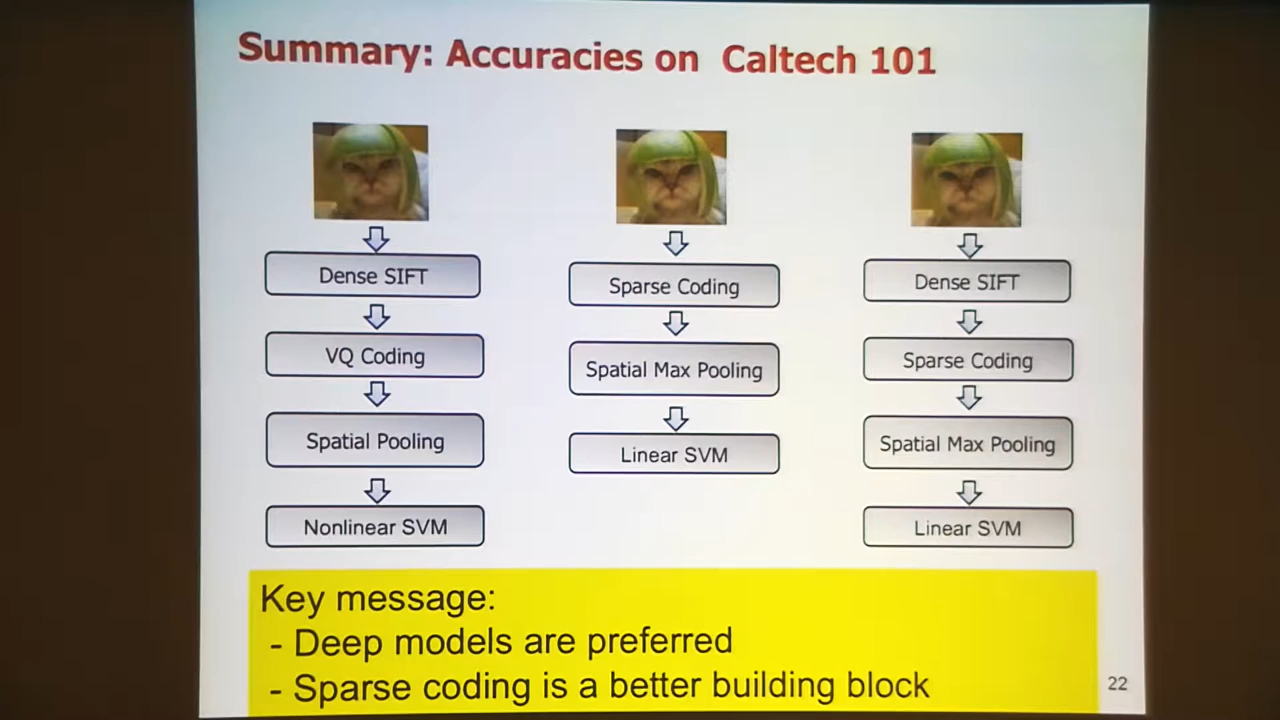 Summary: Accuracies on Caltech 101
Dense SIFT
VQ Coding
Spatial Pooling
Nonlinear SVM
Sparse Coding
Spatial Max Pooling
Linear SVM
Dense SIFT
Sparse Coding
Spatial Max Pooling
Linear SVM
Key message:
- Deep models are preferred
- Sparse coding is a better building block
22